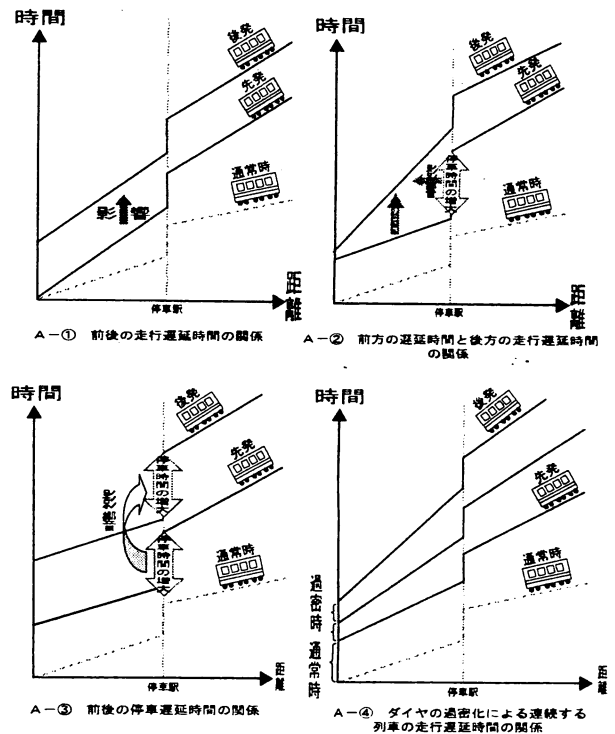 時間
後発
先発
通常時
影響
停車駅
距離
A-① 前後の走行遅延時間の関係
時間
後発
先発
停車時間の増大
通常時
停車駅
距離
A-② 前方の遅延時間と後方の走行遅延時間
の関係
時間
後発
停車時間の増大
先発
停車時間の増大
通常時
停車駅
距離
A-③ 前後の停車遅延時間の関係
時間
後発
先発
通常時
過密時
通常時
停車駅
距離
A-④ ダイヤの過密化による連続する
列車の走行遅延時間の関係